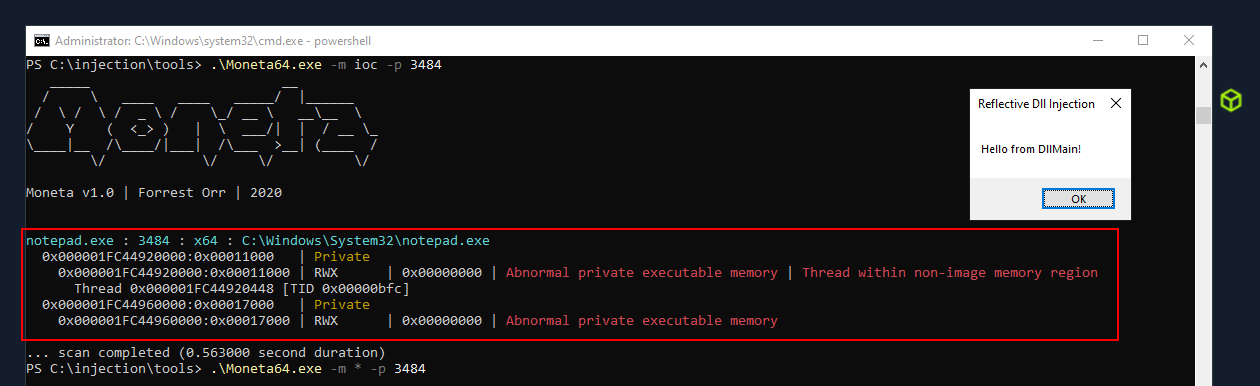 Administrator: C:\Windows\system32\cmd.exe - powershell
PS C:\injection\tools> .\Moneta64.exe -m ioc -p 3484
Moneta
Moneta v1.0 | Forrest Orr | 2020
notepad.exe : 3484 : x64 : C:\Windows\System32\notepad.exe
0x000001FC44920000:0x00011000 | Private
0x000001FC44920000:0x00011000 | RWX | 0x00000000 | Abnormal private executable memory | Thread within non-image memory region
Thread 0x000001FC44920448 [TID 0x00000bfc]
0x000001FC44960000:0x00017000 | Private
0x000001FC44960000:0x00017000 | RWX | 0x00000000 | Abnormal private executable memory
... scan completed (0.563000 second duration)
PS C:\injection\tools> .\Moneta64.exe -m * -p 3484
Reflective Dll Injection
Hello from DllMain!
OK